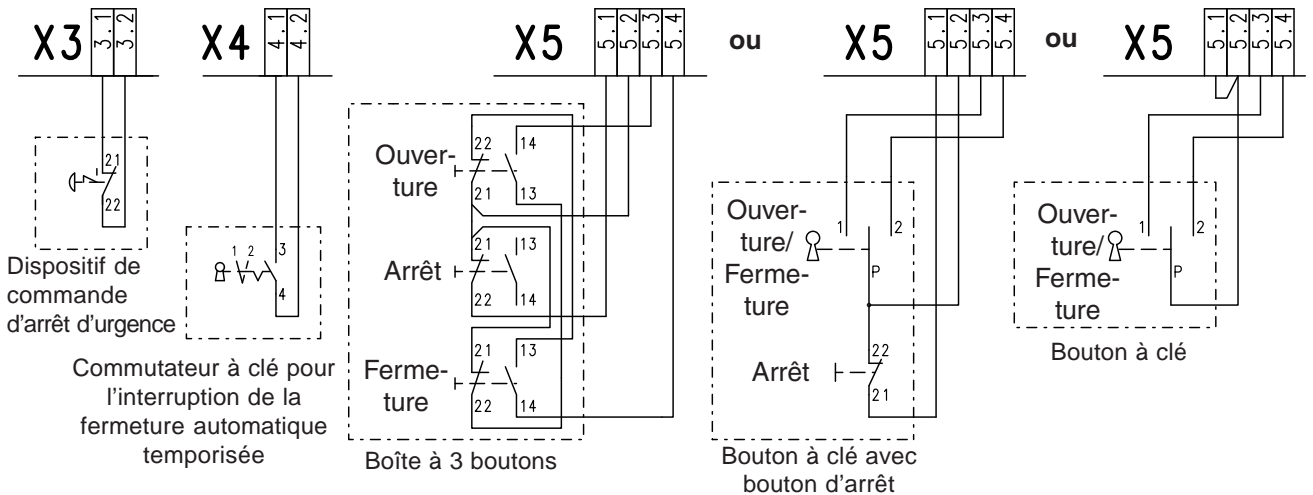 X3
3.1
3.2
21
22
Dispositif de
commande
d'arrêt d'urgence
X4
4.1
4.2
1
2
3
4
Commutateur à clé pour
l'interruption de la
fermeture automatique
temporisée
X5
5.1
5.2
5.3
5.4
Ouver-
ture
22
14
21
13
Arrêt
21
13
22
14
Ferme-
ture
21
13
22
14
Boîte à 3 boutons
ou
X5
5.1
5.2
5.3
5.4
Ouver-
ture/
Ferme-
ture
1
2
P
Arrêt
22
21
Bouton à clé avec
bouton d'arrêt
ou
X5
5.1
5.2
5.3
5.4
Ouver-
ture/
Ferme-
ture
1
2
P
Bouton à clé